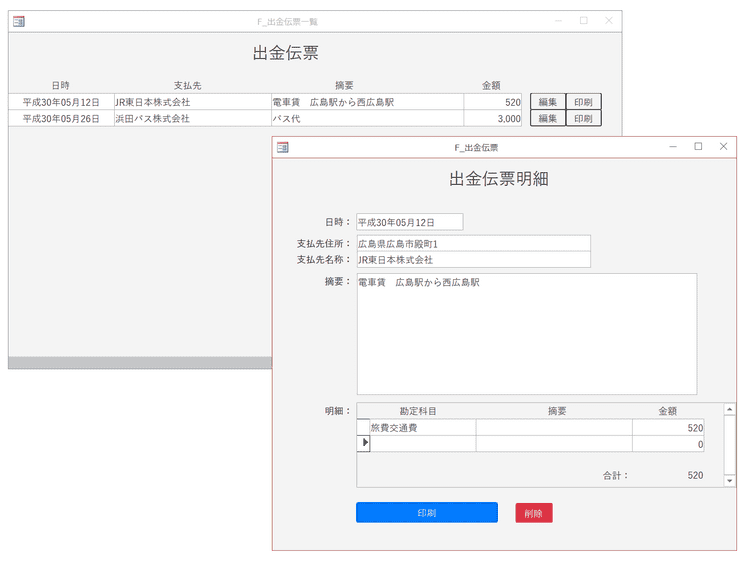 F_出金伝票一覧
出金伝票
日時 支払先 摘要 金額
平成30年05月12日 JR東日本株式会社 電車賃　広島駅から西広島駅 520 編集 印刷
平成30年05月26日 浜田バス株式会社 バス代 3,000 編集 印刷
F_出金伝票
出金伝票明細
日時： 平成30年05月12日
支払先住所： 広島県広島市殿町1
支払先名称： JR東日本株式会社
摘要： 電車賃　広島駅から西広島駅
明細： 勘定科目 摘要 金額
旅費交通費 520
0
合計： 520
印刷 削除